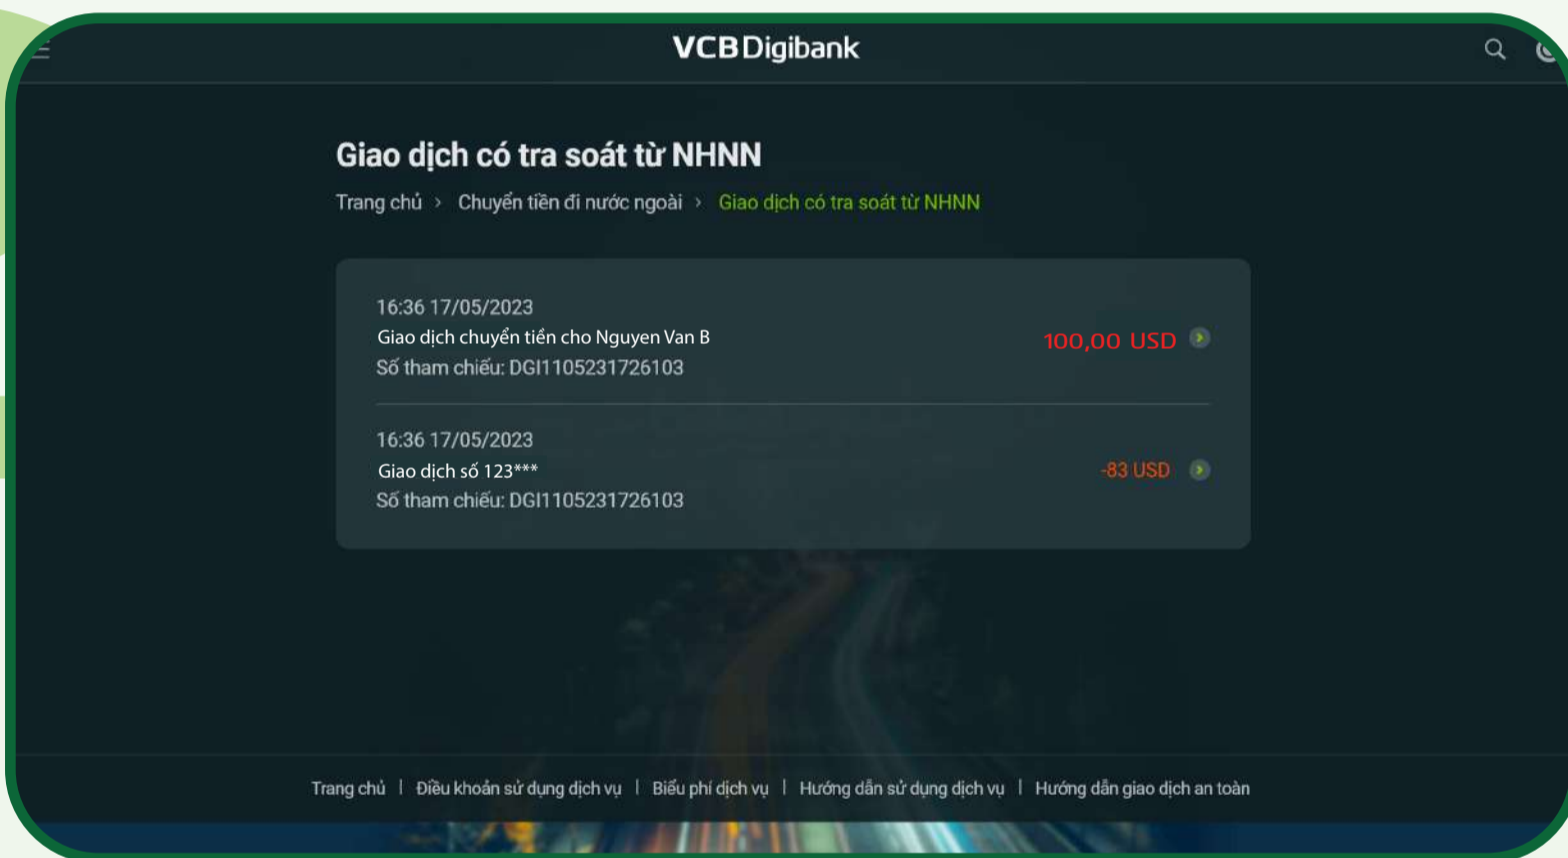 VCBDigibank
Giao dịch có tra soát từ NHNN
Trang chủ > Chuyển tiền đi nước ngoài > Giao dịch có tra soát từ NHNN
16:36 17/05/2023
Giao dịch chuyển tiền cho Nguyen Van B
100,00 USD
Số tham chiếu: DGI1105231726103
16:36 17/05/2023
Giao dịch số 123***
-83 USD
Số tham chiếu: DGI1105231726103
Trang chủ | Điều khoản sử dụng dịch vụ | Biểu phí dịch vụ | Hướng dẫn sử dụng dịch vụ | Hướng dẫn giao dịch an toàn